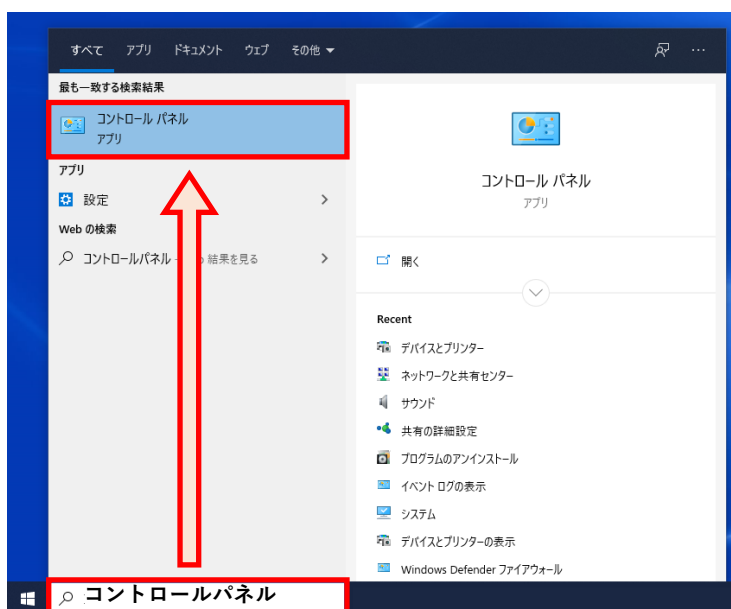 すべて アプリ ドキュメント ウェブ その他
最も一致する検索結果
コントロール パネル
アプリ
アプリ
設定
Web の検索
コントロールパネル - 結果を見る
コントロール パネル
アプリ
開く
Recent
デバイスとプリンター
ネットワークと共有センター
サウンド
共有の詳細設定
プログラムのアンインストール
イベント ログの表示
システム
デバイスとプリンターの表示
Windows Defender ファイアウォール
コントロールパネル